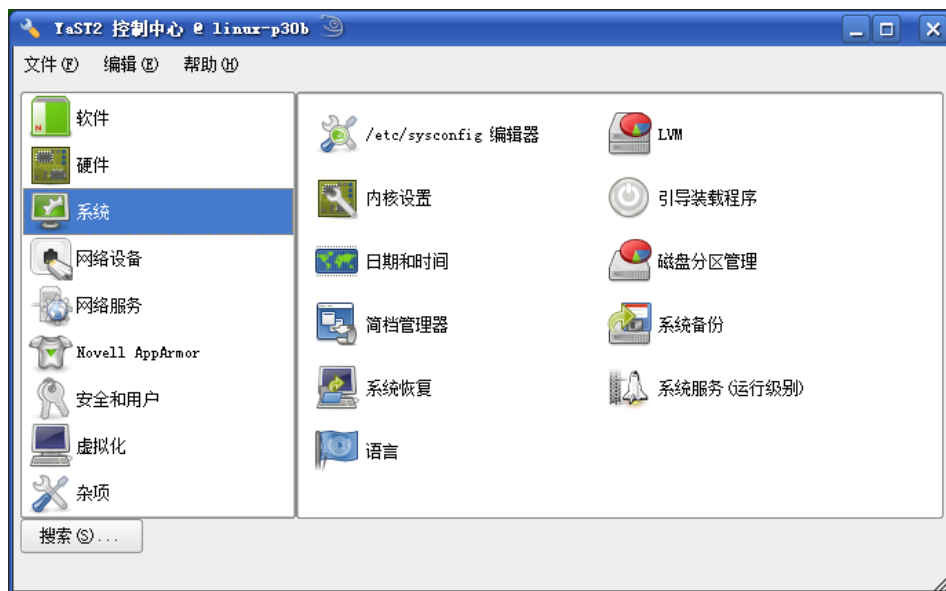 YaST2 控制中心 @ linux-p30b
文件(F) 编辑(E) 帮助(H)
软件
硬件
系统
网络设备
网络服务
Novell AppArmor
安全和用户
虚拟化
杂项
/etc/sysconfig 编辑器
LVM
内核设置
引导装载程序
日期和时间
磁盘分区管理
简档管理器
系统备份
系统恢复
系统服务(运行级别)
语言
搜索(S)...